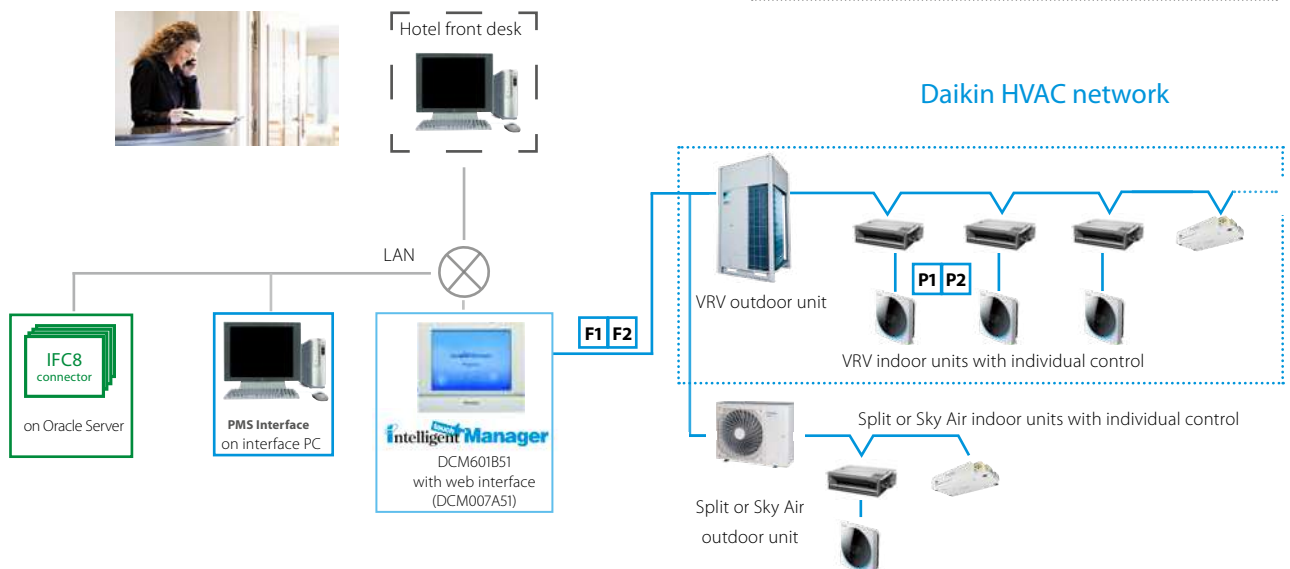 Hotel front desk
Daikin HVAC network
LAN
P1 P2
VRV outdoor unit
F1 F2
VRV indoor units with individual control
IFC8
connector
on Oracle Server
PMS Interface
on interface PC
intelligent touch Manager
DCM601B51
with web interface
(DCM007A51)
Split or Sky Air indoor units with individual control
Split or Sky Air
outdoor unit